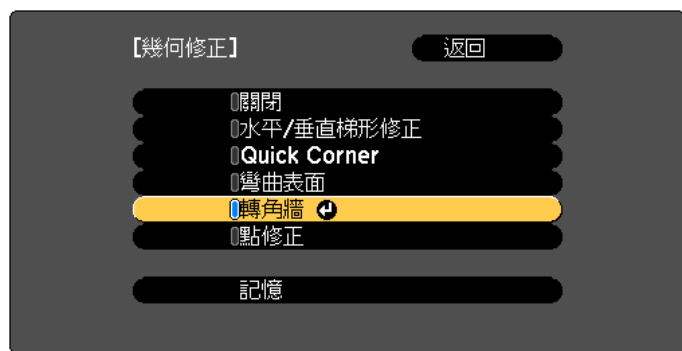 [幾何修正]
返回
關閉
水平/垂直梯形修正
Quick Corner
彎曲表面
轉角牆
點修正
記憶